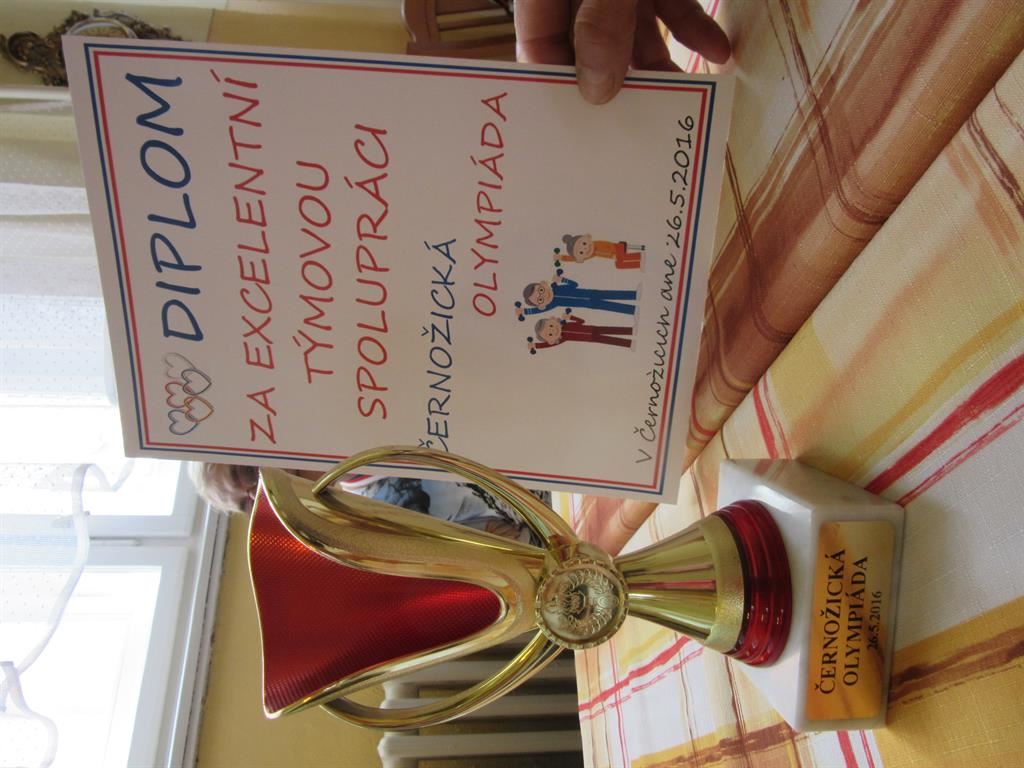 DIPLOM
ZA EXCELENTNÍ
TÝMOVOU
SPOLUPRÁCI
ČERNOŽICKÁ
OLYMPIÁDA
V Černožicích dne 26.5.2016
ČERNOŽICKÁ
OLYMPIÁDA
26.5.2016